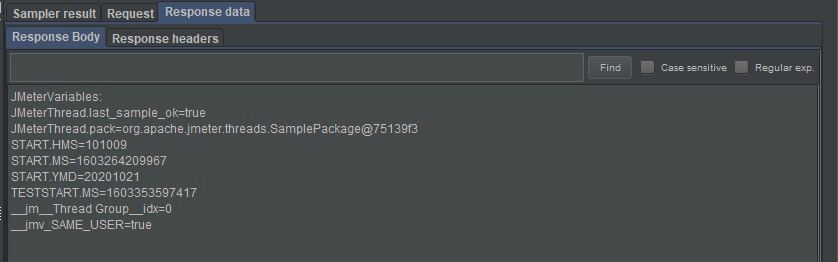 Sampler result Request Response data
Response Body Response headers
Find Case sensitive Regular exp.
JMeterVariables:
JMeterThread.last_sample_ok=true
JMeterThread.pack=org.apache.jmeter.threads.SamplePackage@75139f3
START.HMS=101009
START.MS=1603264209967
START.YMD=20201021
TESTSTART.MS=1603353597417
__jm__Thread Group__idx=0
__jmv_SAME_USER=true